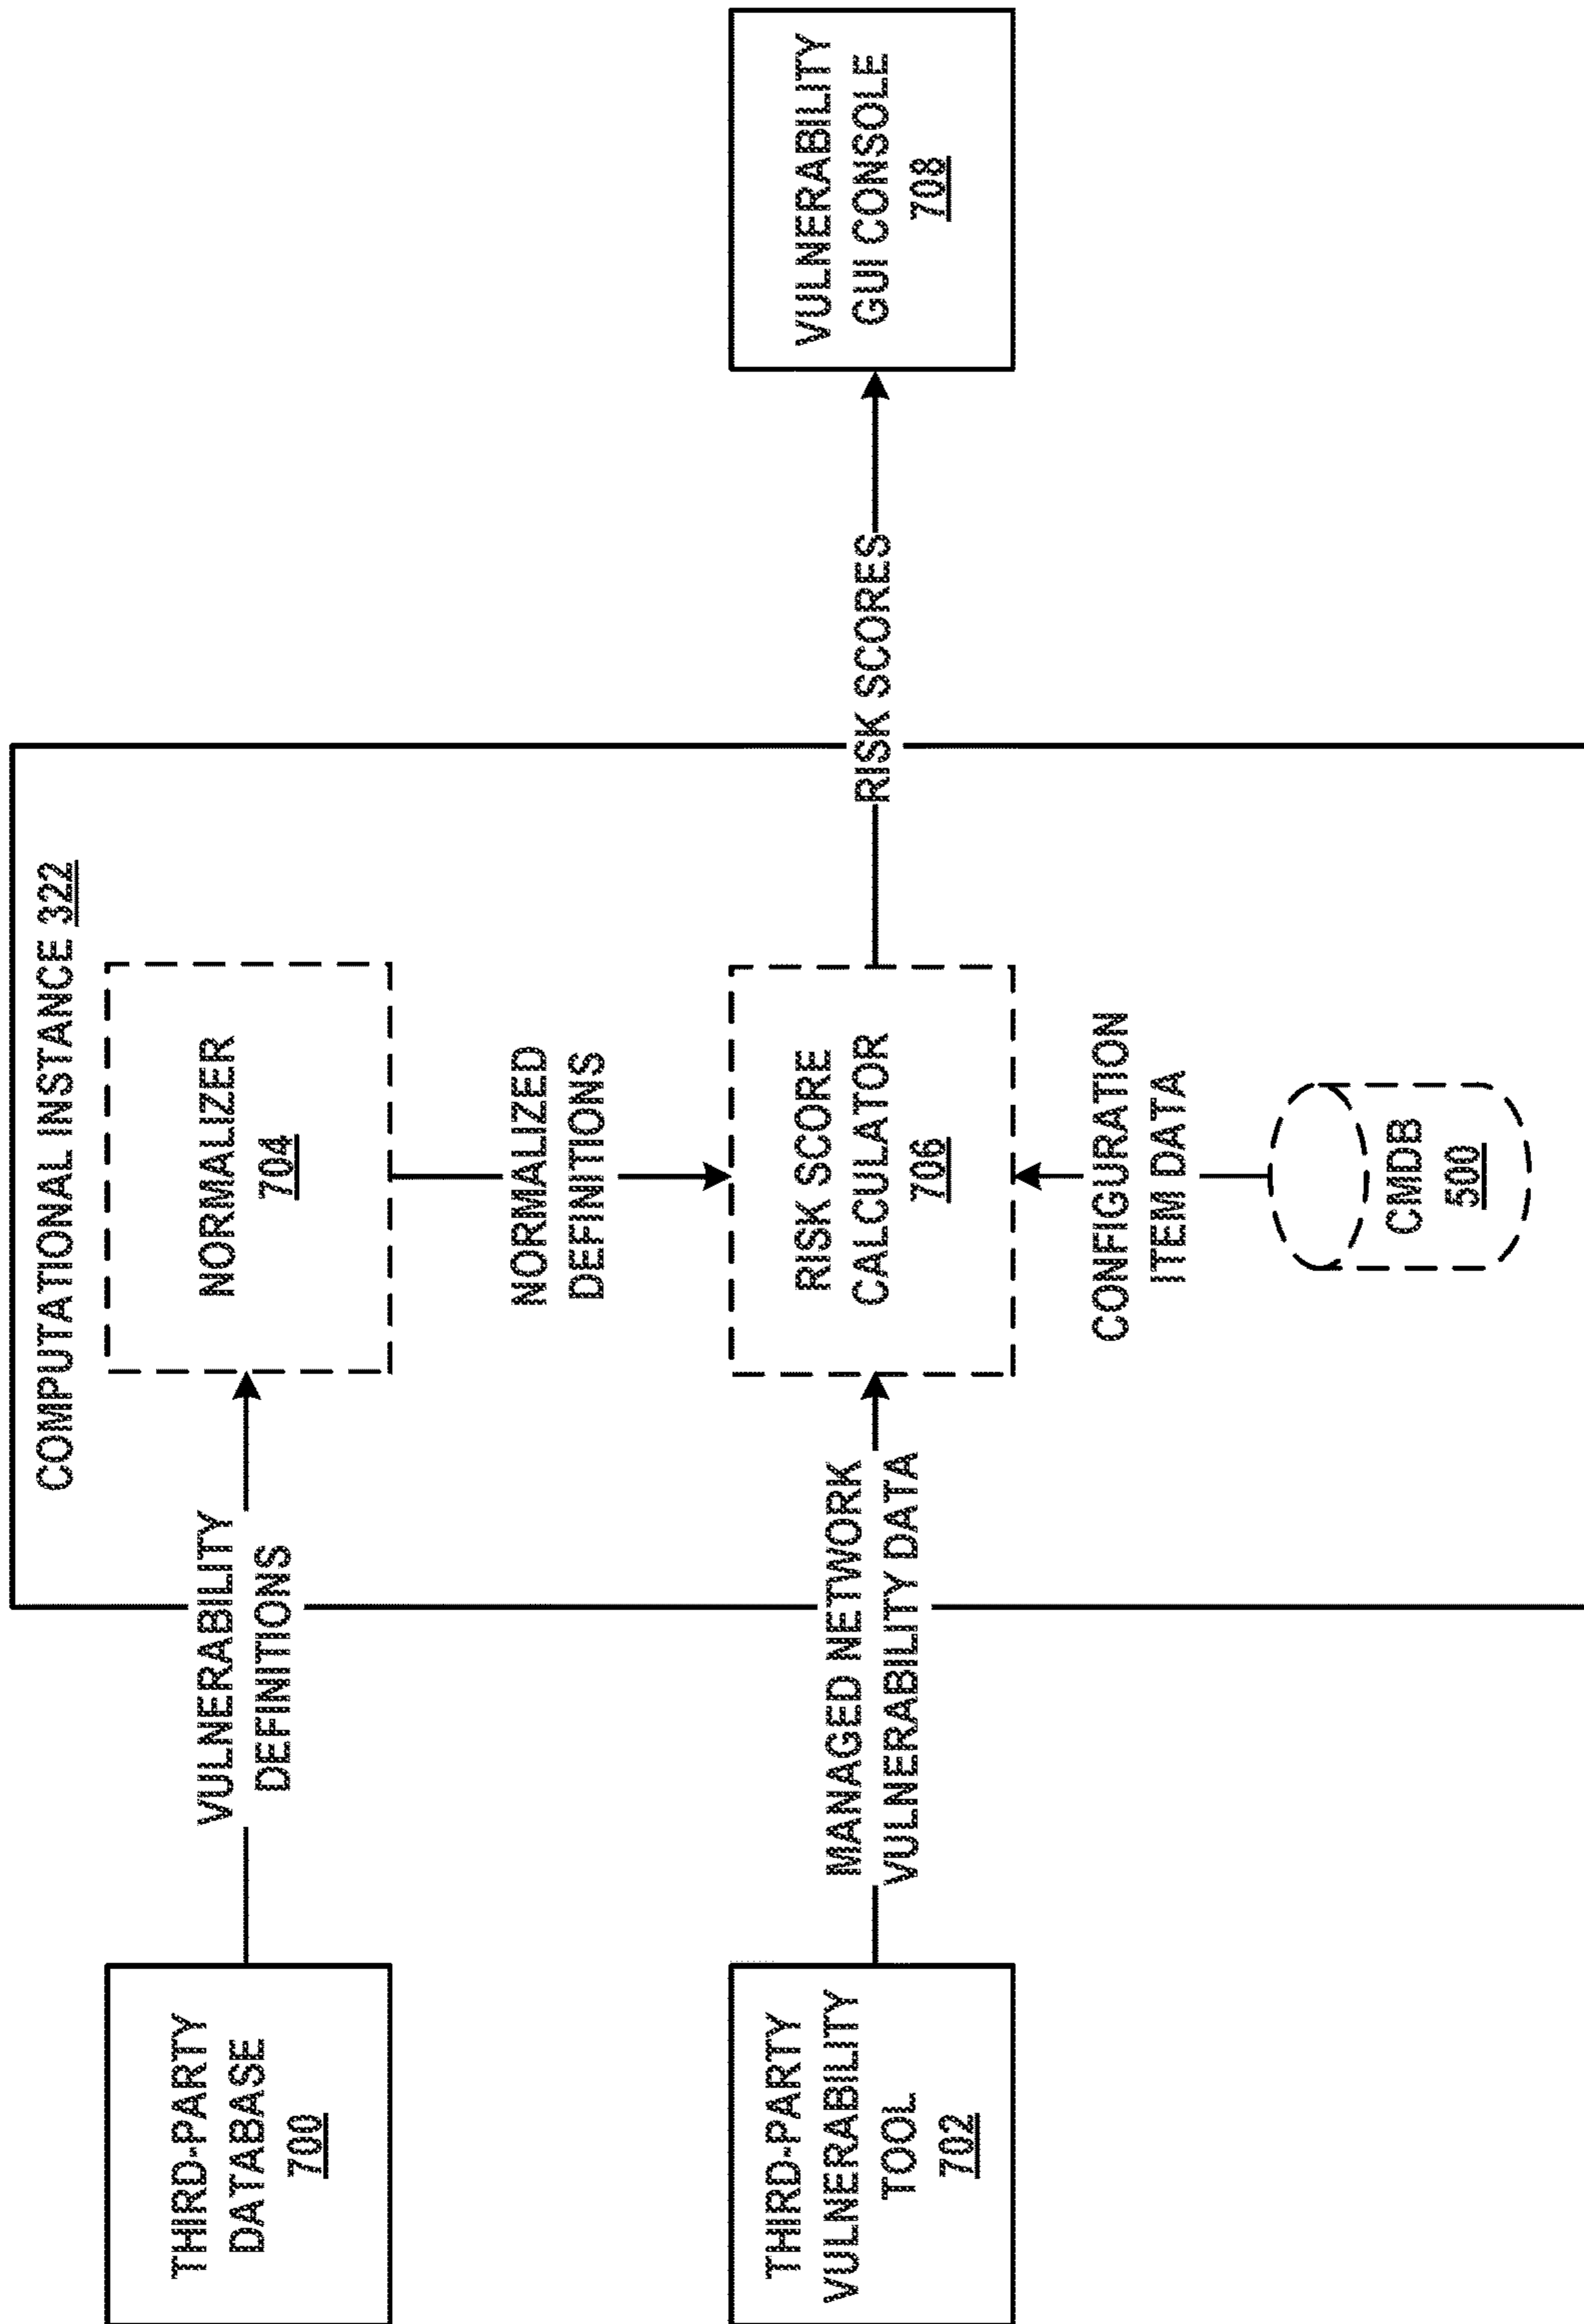 COMPUTATIONAL INSTANCE 322
THIRD-PARTY
DATABASE
700
VULNERABILITY
DEFINITIONS
NORMALIZER
704
NORMALIZED
DEFINITIONS
THIRD-PARTY
VULNERABILITY
TOOL
702
MANAGED NETWORK
VULNERABILITY DATA
RISK SCORE
CALCULATOR
706
RISK SCORES
VULNERABILITY
GUI CONSOLE
708
CONFIGURATION
ITEM DATA
CMDB
500